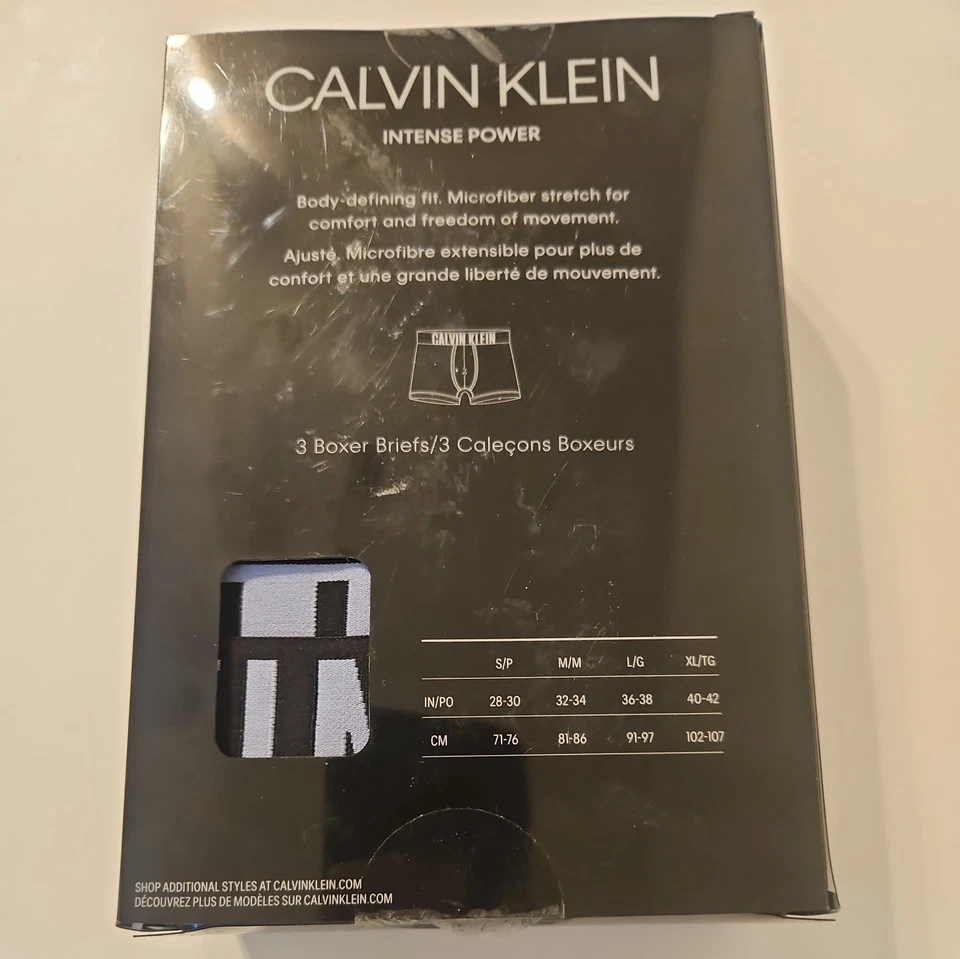 CALVIN KLEIN
INTENSE POWER
Body-defining fit. Microfiber stretch for
comfort and freedom of movement.
Ajusté. Microfibre extensible pour plus de
confort et une grande liberté de mouvement.
CALVIN KLEIN
3 Boxer Briefs/3 Caleçons Boxeurs
S/P M/M L/G XL/TG
IN/PO 28-30 32-34 36-38 40-42
CM 71-76 81-86 91-97 102-107
SHOP ADDITIONAL STYLES AT CALVINKLEIN.COM
DÉCOUVREZ PLUS DE MODÈLES SUR CALVINKLEIN.COM